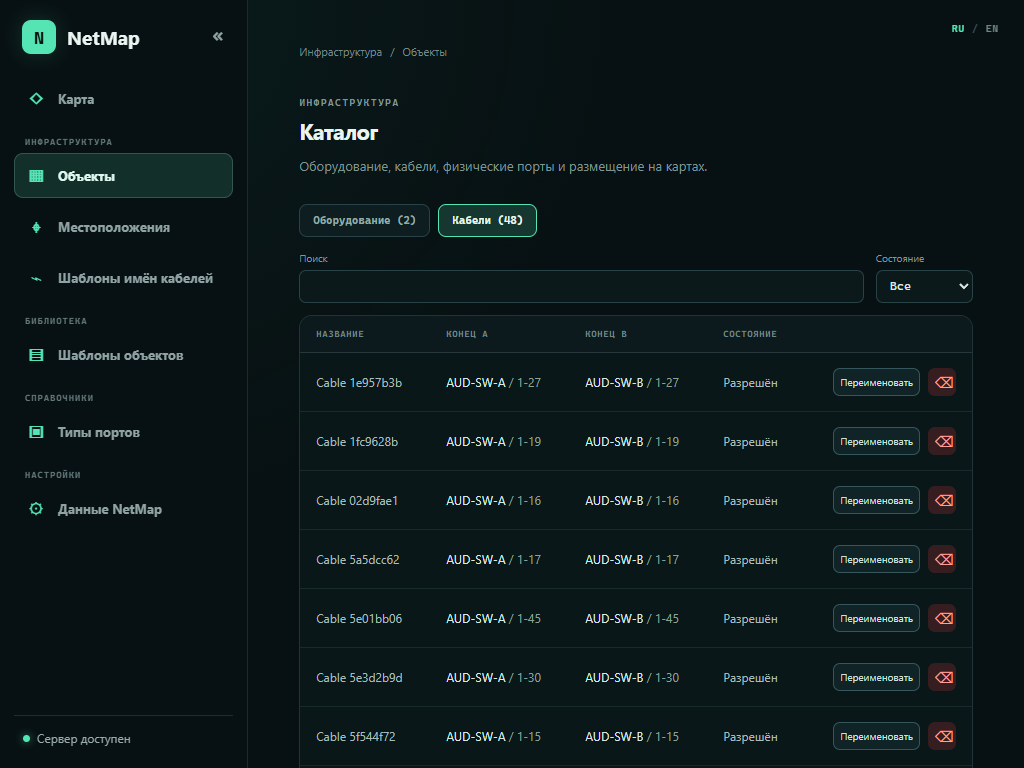 N NetMap «
RU / EN
Карта
ИНФРАСТРУКТУРА
Объекты
Местоположения
Шаблоны имён кабелей
БИБЛИОТЕКА
Шаблоны объектов
СПРАВОЧНИКИ
Типы портов
НАСТРОЙКИ
Данные NetMap
Сервер доступен
Инфраструктура / Объекты
ИНФРАСТРУКТУРА
Каталог
Оборудование, кабели, физические порты и размещение на картах.
Оборудование (2) Кабели (48)
Поиск Состояние
Все
НАЗВАНИЕ КОНЕЦ A КОНЕЦ B СОСТОЯНИЕ
Cable 1e957b3b AUD-SW-A / 1-27 AUD-SW-B / 1-27 Разрешён Переименовать
Cable 1fc9628b AUD-SW-A / 1-19 AUD-SW-B / 1-19 Разрешён Переименовать
Cable 02d9fae1 AUD-SW-A / 1-16 AUD-SW-B / 1-16 Разрешён Переименовать
Cable 5a5dcc62 AUD-SW-A / 1-17 AUD-SW-B / 1-17 Разрешён Переименовать
Cable 5e01bb06 AUD-SW-A / 1-45 AUD-SW-B / 1-45 Разрешён Переименовать
Cable 5e3d2b9d AUD-SW-A / 1-30 AUD-SW-B / 1-30 Разрешён Переименовать
Cable 5f544f72 AUD-SW-A / 1-15 AUD-SW-B / 1-15 Разрешён Переименовать